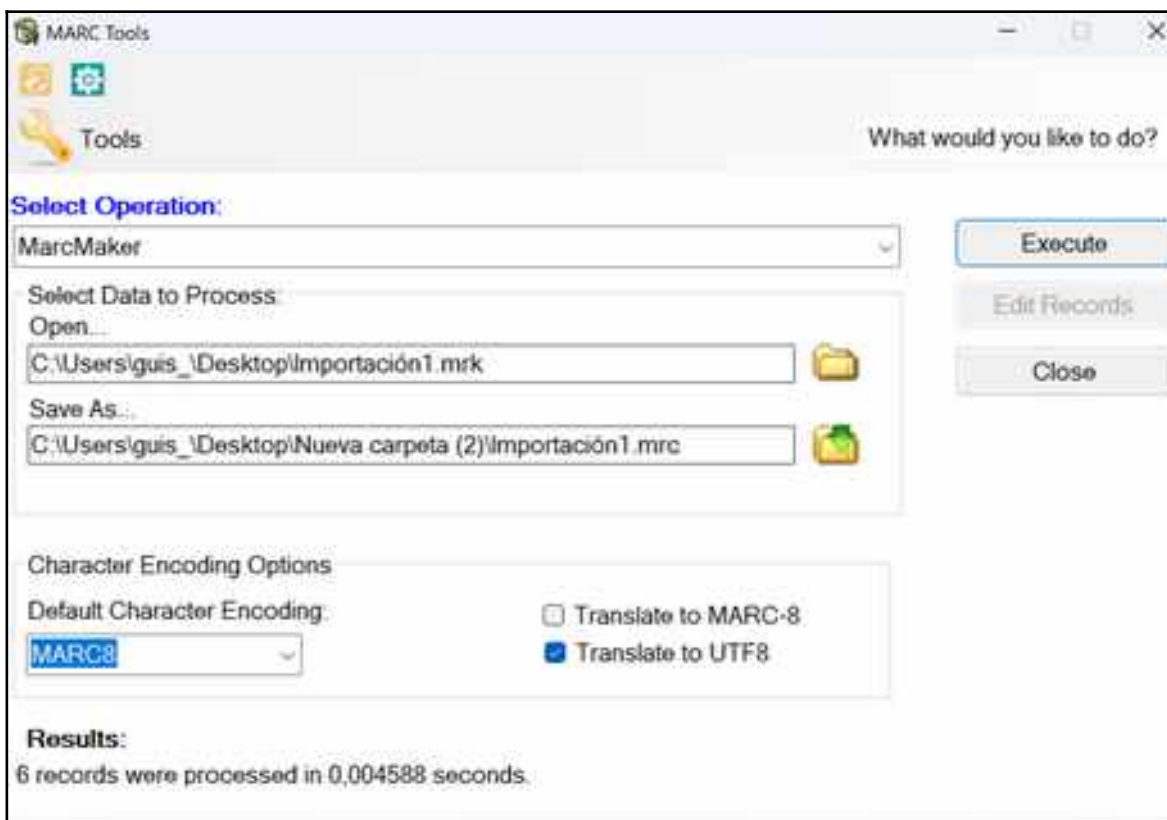 MARC Tools
Tools
What would you like to do?
Select Operation:
MarcMaker
Execute
Select Data to Process:
Edit Records
Open...
C:\Users\guis_\Desktop\Importación1.mrk
Close
Save As...
C:\Users\guis_\Desktop\Nueva carpeta (2)\Importación1.mrc
Character Encoding Options
Default Character Encoding:
Translate to MARC-8
MARC8
Translate to UTF8
Results:
6 records were processed in 0,004588 seconds.